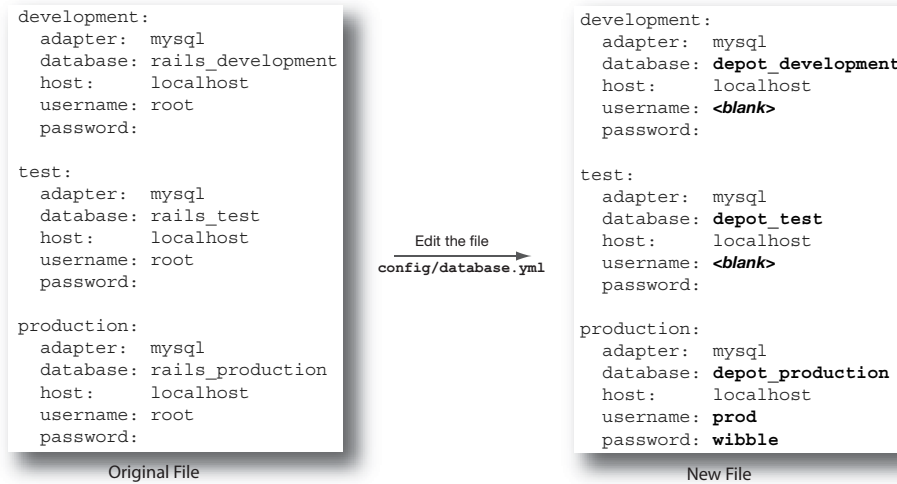 development:
  adapter:  mysql
  database: rails_development
  host:     localhost
  username: root
  password:

test:
  adapter:  mysql
  database: rails_test
  host:     localhost
  username: root
  password:

production:
  adapter:  mysql
  database: rails_production
  host:     localhost
  username: root
  password:
Original File
Edit the file
config/database.yml
development:
  adapter:  mysql
  database: depot_development
  host:     localhost
  username: <blank>
  password:

test:
  adapter:  mysql
  database: depot_test
  host:     localhost
  username: <blank>
  password:

production:
  adapter:  mysql
  database: depot_production
  host:     localhost
  username: prod
  password: wibble
New File